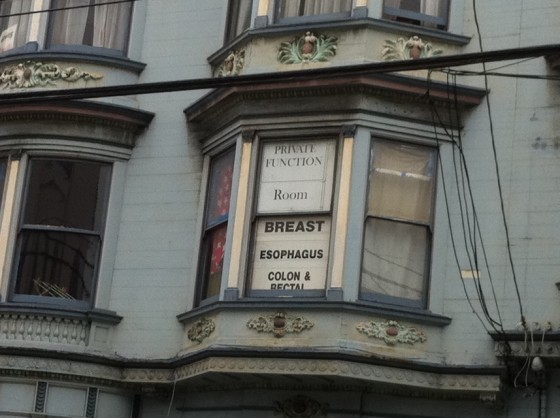 PRIVATE
FUNCTION
Room
BREAST
ESOPHAGUS
COLON &
RECTAL